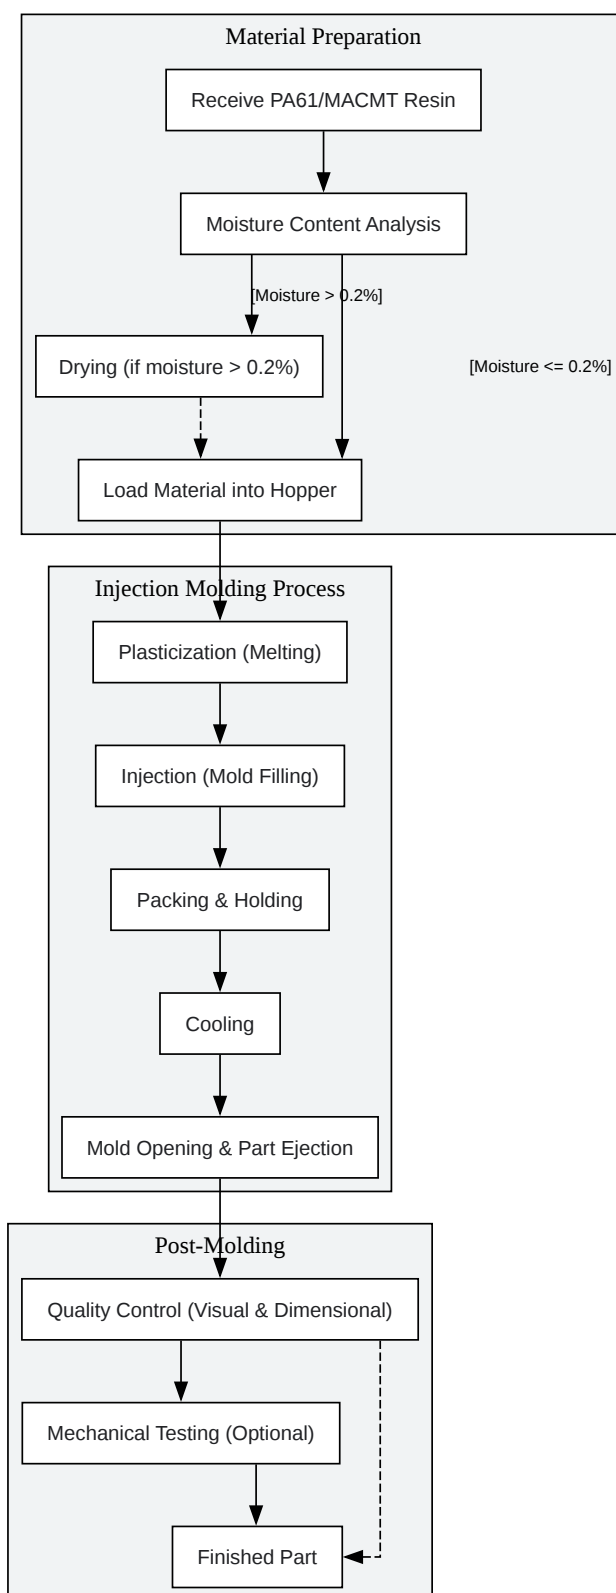 Material Preparation
Receive PA61/MACMT Resin
Moisture Content Analysis
[Moisture > 0.2%]
Drying (if moisture > 0.2%)
[Moisture <= 0.2%]
Load Material into Hopper
Injection Molding Process
Plasticization (Melting)
Injection (Mold Filling)
Packing & Holding
Cooling
Mold Opening & Part Ejection
Post-Molding
Quality Control (Visual & Dimensional)
Mechanical Testing (Optional)
Finished Part